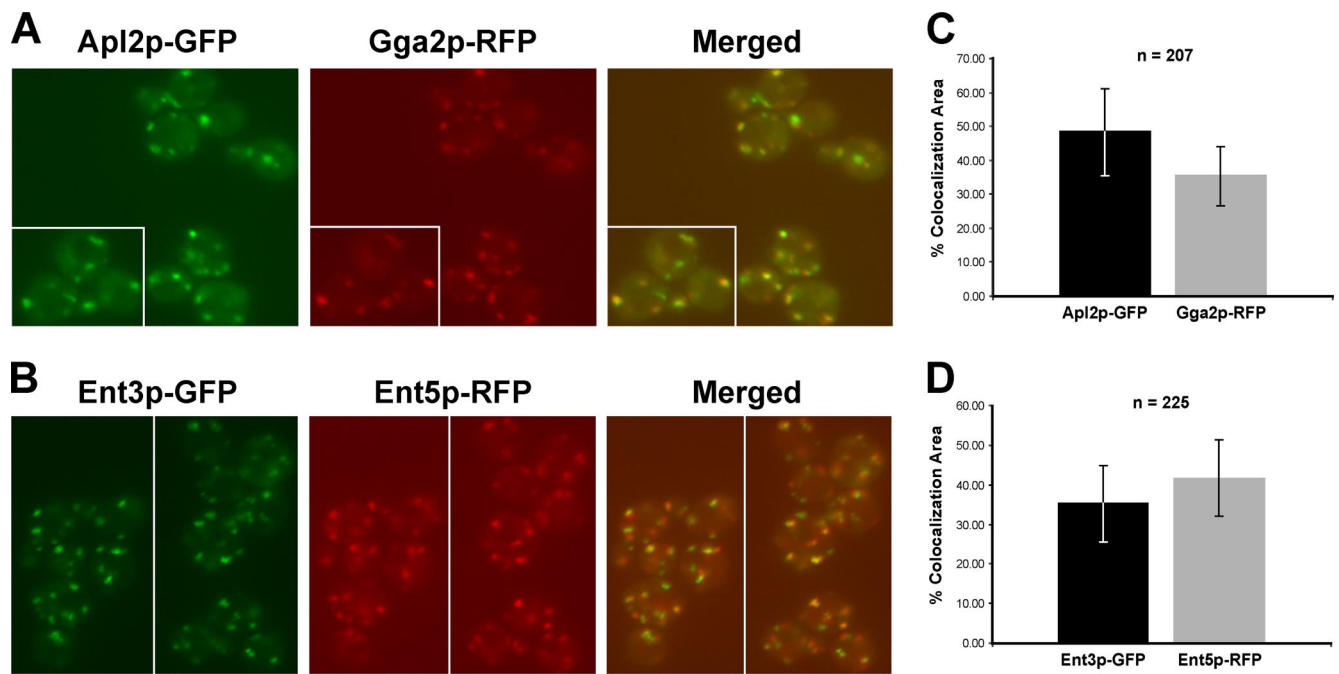 A
Apl2p-GFP Gga2p-RFP Merged
B
Ent3p-GFP Ent5p-RFP Merged
C
n = 207
% Colocalization Area
70.00
60.00
50.00
40.00
30.00
20.00
10.00
0.00
Apl2p-GFP Gga2p-RFP
D
n = 225
% Colocalization Area
60.00
50.00
40.00
30.00
20.00
10.00
0.00
Ent3p-GFP Ent5p-RFP